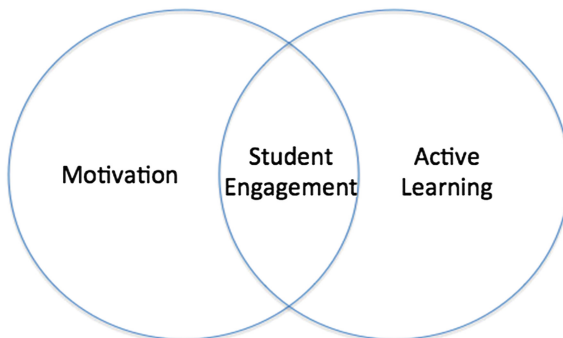 Motivation
Student
Engagement
Active
Learning